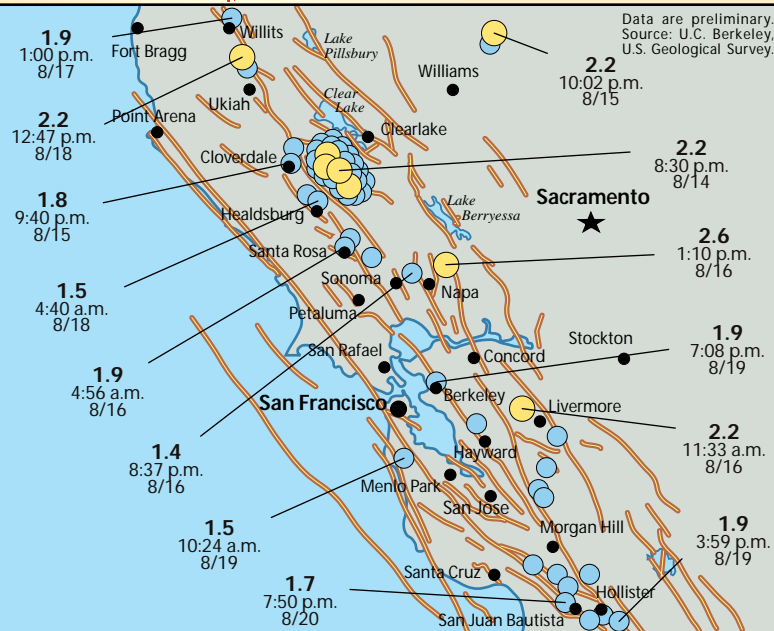 Data are preliminary.
Source: U.C. Berkeley,
U.S. Geological Survey.
1.9
1:00 p.m.
8/17
Fort Bragg
Willits
Lake
Pillsbury
Williams
2.2
10:02 p.m.
8/15
Ukiah
Clear
Lake
Point Arena
2.2
12:47 p.m.
8/18
Clearlake
Cloverdale
2.2
8:30 p.m.
8/14
1.8
9:40 p.m.
8/15
Healdsburg
Lake
Berryessa
Sacramento
Santa Rosa
2.6
1:10 p.m.
8/16
1.5
4:40 a.m.
8/18
Sonoma
Napa
Petaluma
San Rafael
Concord
Stockton
1.9
7:08 p.m.
8/19
1.9
4:56 a.m.
8/16
Berkeley
San Francisco
Livermore
2.2
11:33 a.m.
8/16
1.4
8:37 p.m.
8/16
Hayward
Menlo Park
San Jose
1.5
10:24 a.m.
8/19
Morgan Hill
1.9
3:59 p.m.
8/19
Santa Cruz
1.7
7:50 p.m.
8/20
Hollister
San Juan Bautista